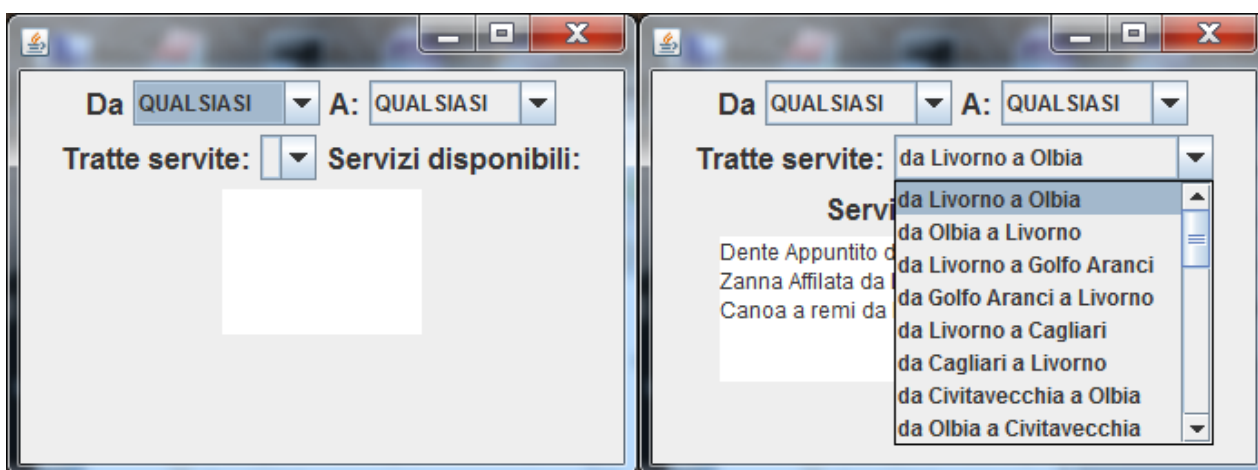 Da QUALSIASI A: QUALSIASI
Tratte servite: Servizi disponibili:
Da QUALSIASI A: QUALSIASI
Tratte servite: da Livorno a Olbia
da Livorno a Olbia
Servi
da Olbia a Livorno
Dente Appuntito d
da Livorno a Golfo Aranci
Zanna Affilata da
da Golfo Aranci a Livorno
Canoa a remi da
da Livorno a Cagliari
da Cagliari a Livorno
da Civitavecchia a Olbia
da Olbia a Civitavecchia